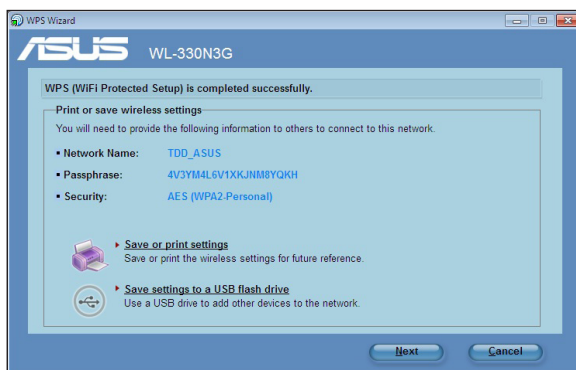 WPS Wizard
ASUS WL-330N3G
WPS (WiFi Protected Setup) is completed successfully.
Print or save wireless settings
You will need to provide the following information to others to connect to this network.
Network Name: TDD_ASUS
Passphrase: 4V3YM4L6V1XKJNM8YQKH
Security: AES (WPA2-Personal)
Save or print settings
Save or print the wireless settings for future reference.
Save settings to a USB flash drive
Use a USB drive to add other devices to the network.
Next Cancel